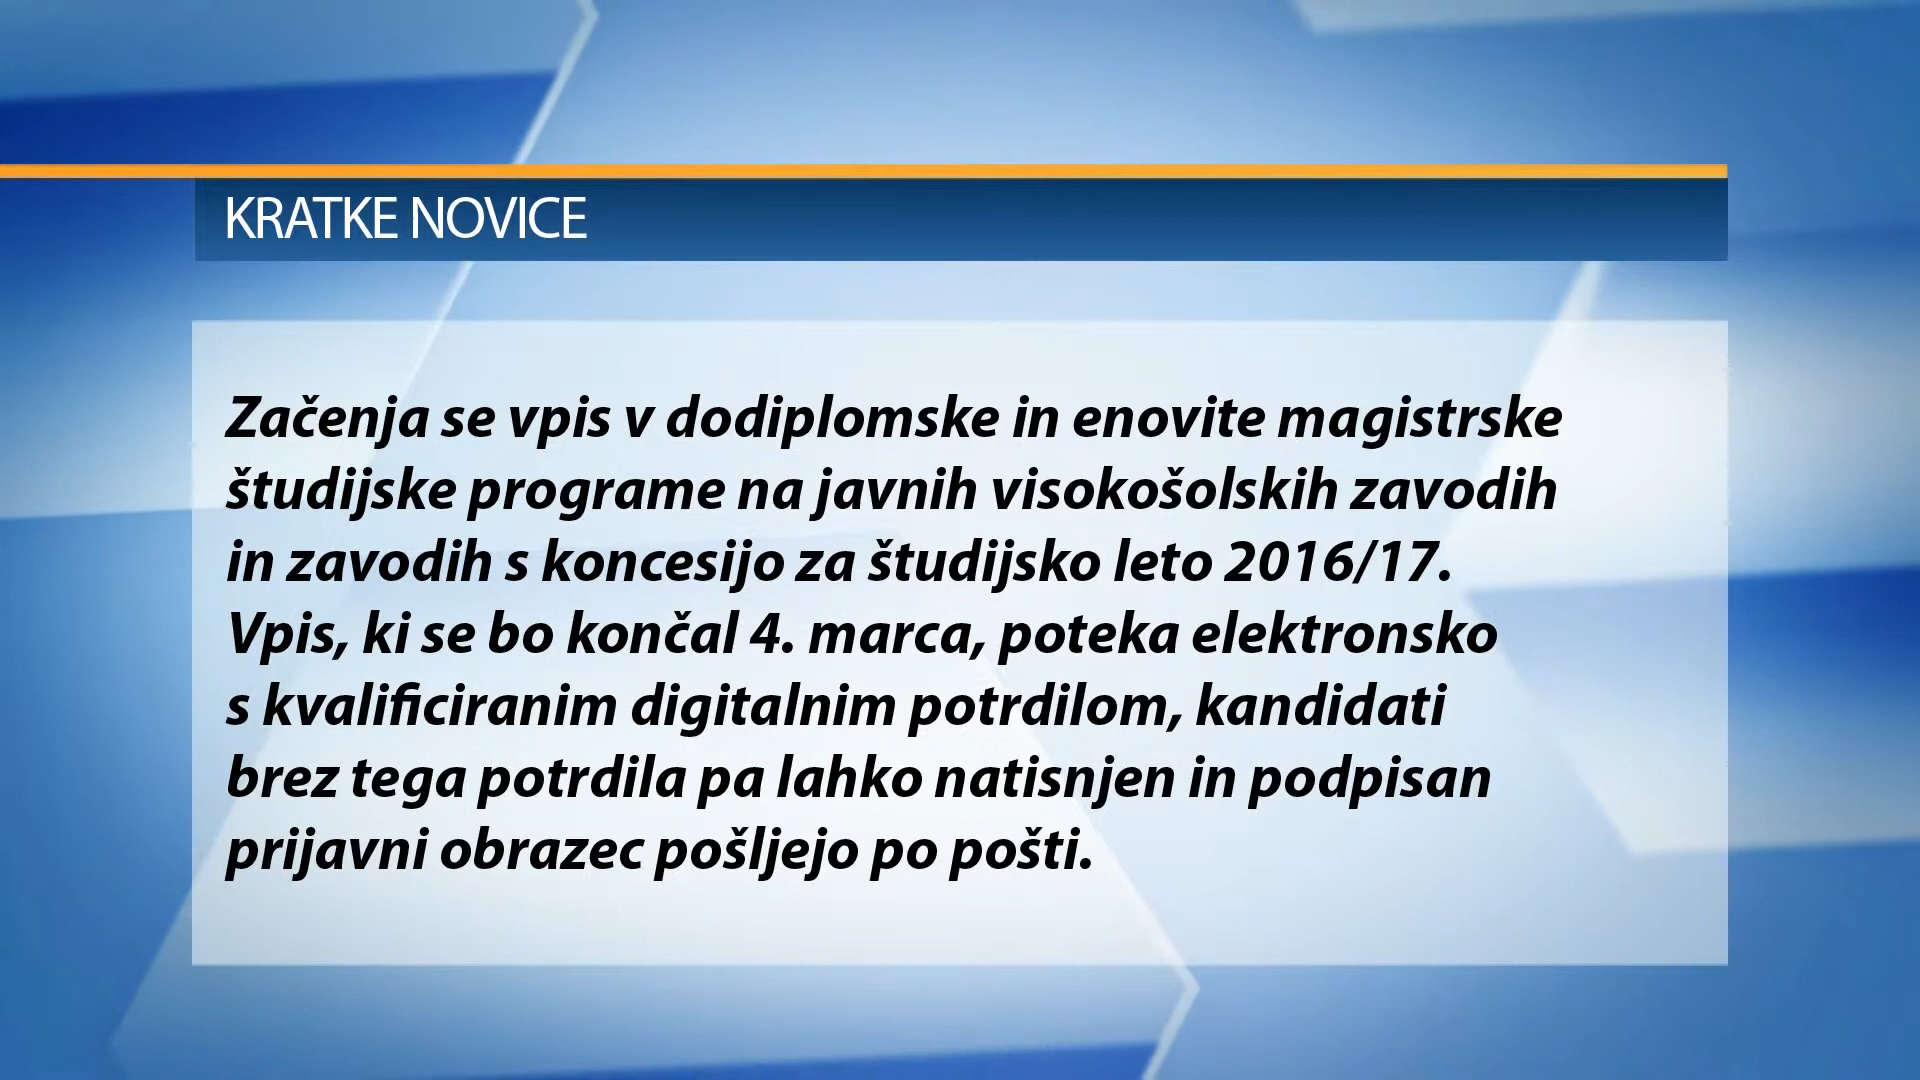 KRATKE NOVICE
Začenja se vpis v dodiplomske in enovite magistrske
študijske programe na javnih visokošolskih zavodih
in zavodih s koncesijo za študijsko leto 2016/17.
Vpis, ki se bo končal 4. marca, poteka elektronsko
s kvalificiranim digitalnim potrdilom, kandidati
brez tega potrdila pa lahko natisnjen in podpisan
prijavni obrazec pošljejo po pošti.